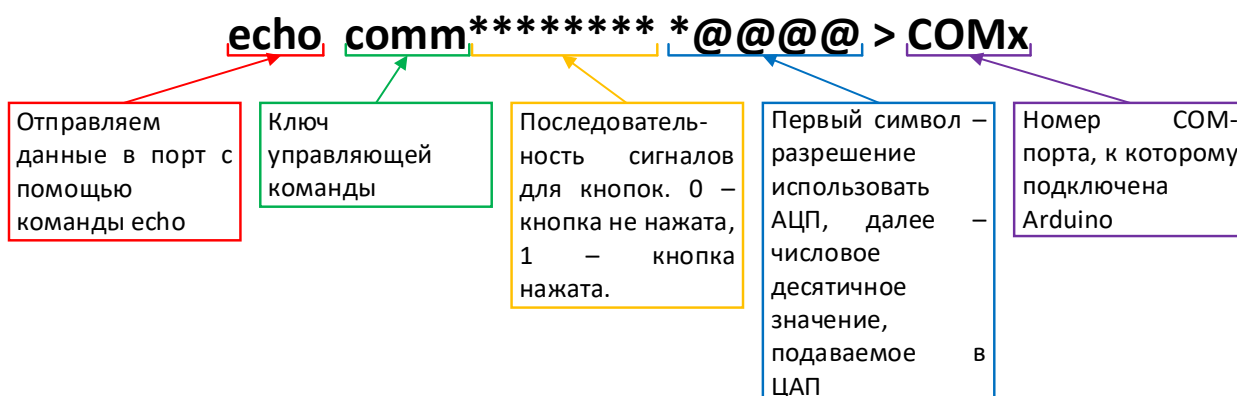 echo comm******** *@@@@ > COMx
Отправляем
данные в порт с
помощью
команды echo
Ключ
управляющей
команды
Последователь-
ность сигналов
для кнопок. 0 –
кнопка не нажата,
1 – кнопка
нажата.
Первый символ –
разрешение
использовать
АЦП, далее –
числовое
десятичное
значение,
подаваемое в
ЦАП
Номер COM-
порта, к которому
подключена
Arduino